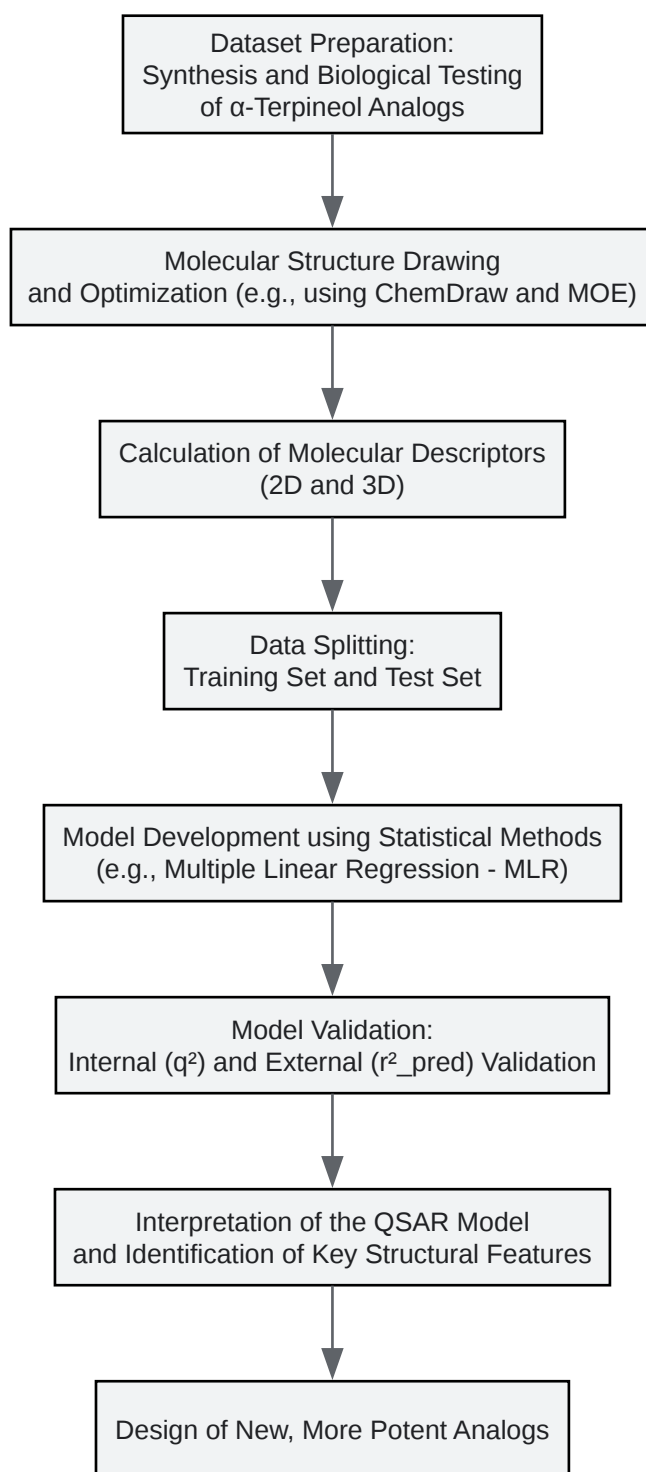 Dataset Preparation:
Synthesis and Biological Testing
of α-Terpineol Analogs
Molecular Structure Drawing
and Optimization (e.g., using ChemDraw and MOE)
Calculation of Molecular Descriptors
(2D and 3D)
Data Splitting:
Training Set and Test Set
Model Development using Statistical Methods
(e.g., Multiple Linear Regression - MLR)
Model Validation:
Internal (q²) and External (r²_pred) Validation
Interpretation of the QSAR Model
and Identification of Key Structural Features
Design of New, More Potent Analogs